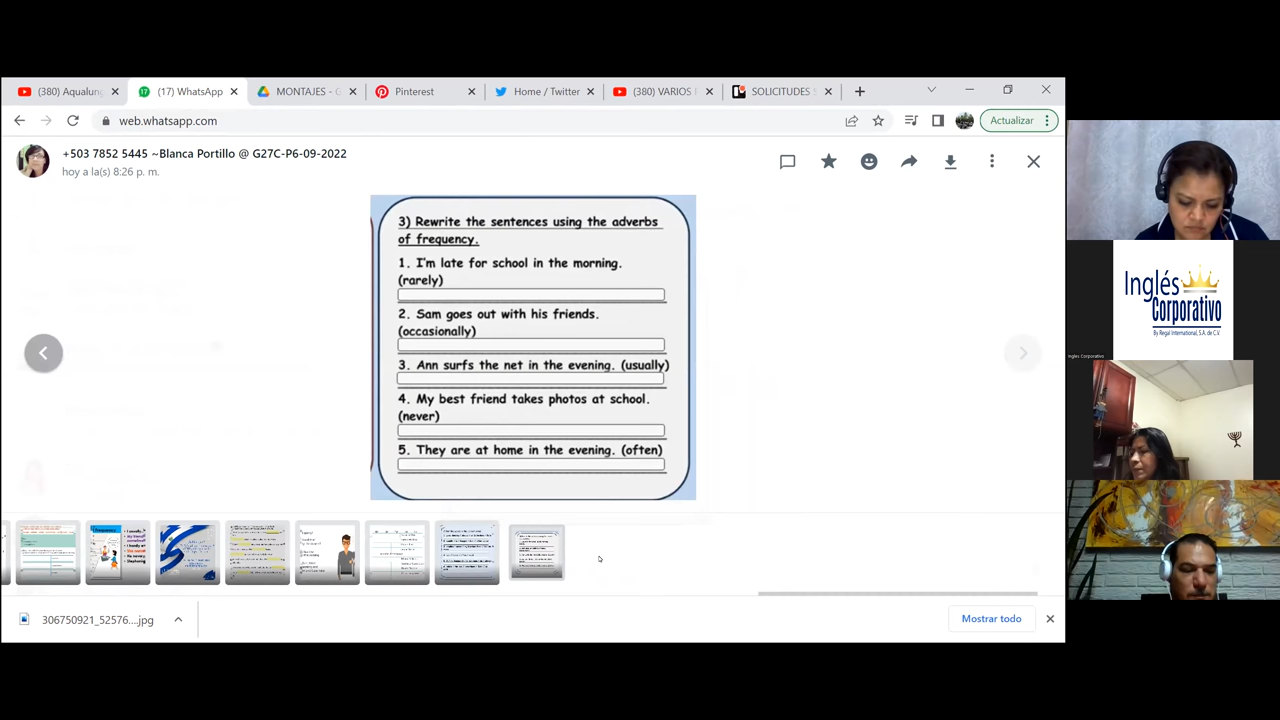 (380) Aqualun
(17) WhatsApp
MONTAJES - G
Pinterest
Home / Twitter
(380) VARIOS
SOLICITUDES S
web.whatsapp.com
Actualizar
+503 7852 5445 ~Blanca Portillo @ G27C-P6-09-2022
hoy a la(s) 8:26 p. m.
3) Rewrite the sentences using the adverbs
of frequency.
1. I'm late for school in the morning.
(rarely)
2. Sam goes out with his friends.
(occasionally)
3. Ann surfs the net in the evening. (usually)
4. My best friend takes photos at school.
(never)
5. They are at home in the evening. (often)
306750921_52576....jpg
Mostrar todo
Inglés
Corporativo
By Regal International, S.A. de C.V.
Ingles Corporativo